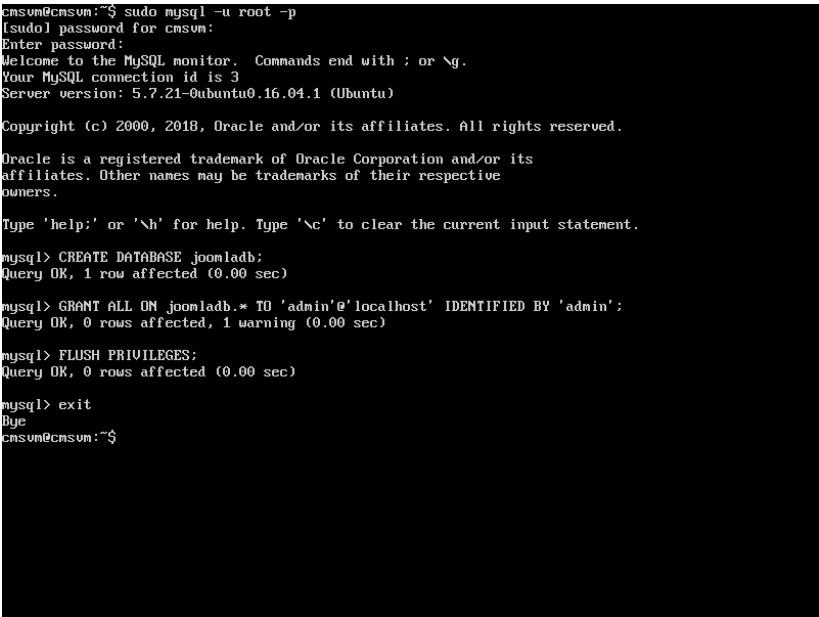 cmsvm@cmsvm:~$ sudo mysql -u root -p
[sudo] password for cmsvm:
Enter password:
Welcome to the MySQL monitor.  Commands end with ; or \g.
Your MySQL connection id is 3
Server version: 5.7.21-0ubuntu0.16.04.1 (Ubuntu)
Copyright (c) 2000, 2018, Oracle and/or its affiliates. All rights reserved.
Oracle is a registered trademark of Oracle Corporation and/or its
affiliates. Other names may be trademarks of their respective
owners.
Type 'help;' or '\h' for help. Type '\c' to clear the current input statement.
mysql> CREATE DATABASE joomladb;
Query OK, 1 row affected (0.00 sec)
mysql> GRANT ALL ON joomladb.* TO 'admin'@'localhost' IDENTIFIED BY 'admin';
Query OK, 0 rows affected, 1 warning (0.00 sec)
mysql> FLUSH PRIVILEGES;
Query OK, 0 rows affected (0.00 sec)
mysql> exit
Bye
cmsvm@cmsvm:~$